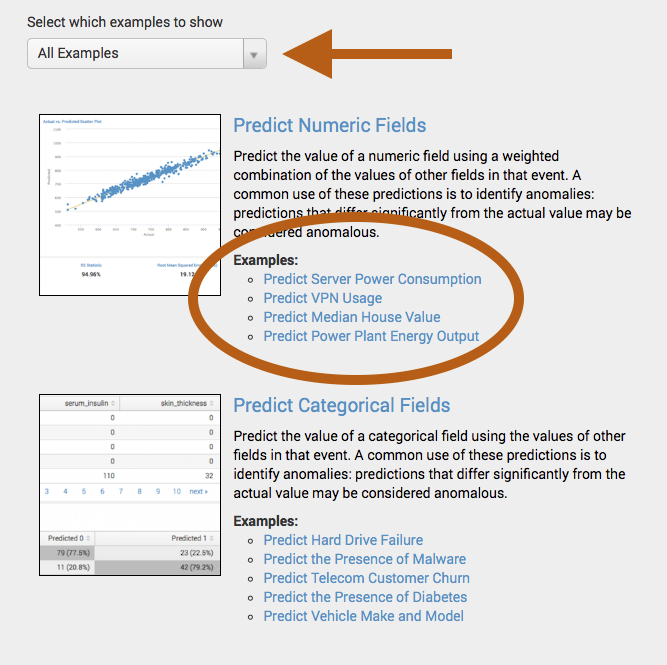 Select which examples to show
All Examples
Actual vs. Predicted Scatter Plot
Predicted
Actual
R2 Statistic
94.96%
19.12
Predict Numeric Fields
Predict the value of a numeric field using a weighted
combination of the values of other fields in that event. A
common use of these predictions is to identify anomalies:
predictions that differ significantly from the actual value may be
considered anomalous.
Examples:
Predict Server Power Consumption
Predict VPN Usage
Predict Median House Value
Predict Power Plant Energy Output
serum_insulin skin_thickness
0 0
0 0
0 0
0 0
110 32
3 4 5 6 7 8 9 10 next »
Predicted 0 Predicted 1
79 (77.5%) 23 (22.5%)
11 (20.8%) 42 (79.2%)
Predict Categorical Fields
Predict the value of a categorical field using the values of other
fields in that event. A common use of these predictions is to
identify anomalies: predictions that differ significantly from the
actual value may be considered anomalous.
Examples:
Predict Hard Drive Failure
Predict the Presence of Malware
Predict Telecom Customer Churn
Predict the Presence of Diabetes
Predict Vehicle Make and Model